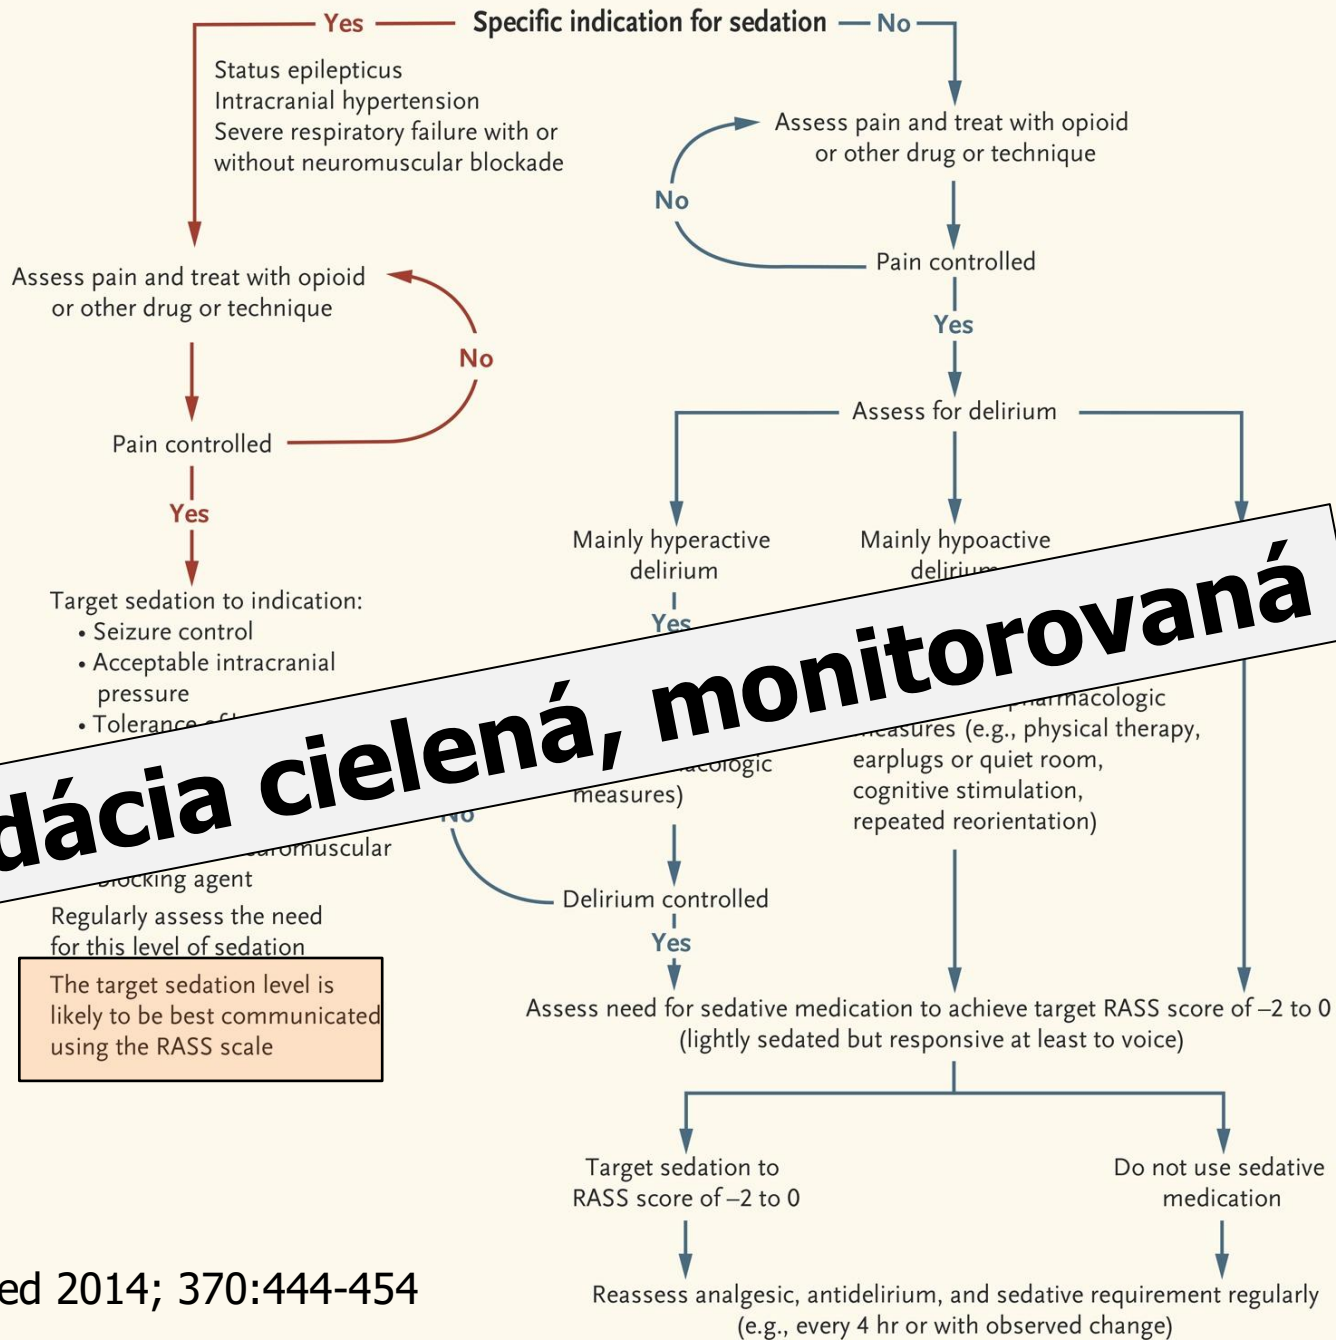 Specific indication for sedation
Yes
No
Status epilepticus
Intracranial hypertension
Severe respiratory failure with or
without neuromuscular blockade
Assess pain and treat with opioid
or other drug or technique
No
Pain controlled
Yes
Target sedation to indication:
• Seizure control
• Acceptable intracranial
pressure
• Tolerance of
blocking agent
Regularly assess the need
for this level of sedation
The target sedation level is
likely to be best communicated
using the RASS scale
Assess pain and treat with opioid
or other drug or technique
No
Pain controlled
Yes
Assess for delirium
Mainly hyperactive
delirium
Yes
measures)
No
Delirium controlled
Yes
Mainly hypoactive
delirium
measures (e.g., physical therapy,
earplugs or quiet room,
cognitive stimulation,
repeated reorientation)
dácia cielená, monitorovaná
Assess need for sedative medication to achieve target RASS score of –2 to 0
(lightly sedated but responsive at least to voice)
Target sedation to
RASS score of –2 to 0
Do not use sedative
medication
Reassess analgesic, antidelirium, and sedative requirement regularly
(e.g., every 4 hr or with observed change)
ed 2014; 370:444-454